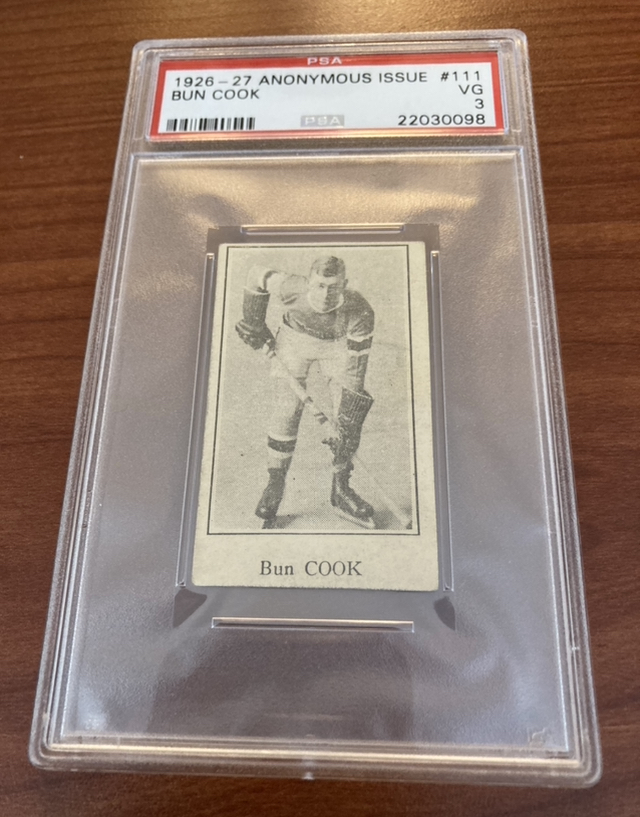 PSA
1926-27 ANONYMOUS ISSUE #111
BUN COOK VG
3
PSA 22030098
Bun COOK